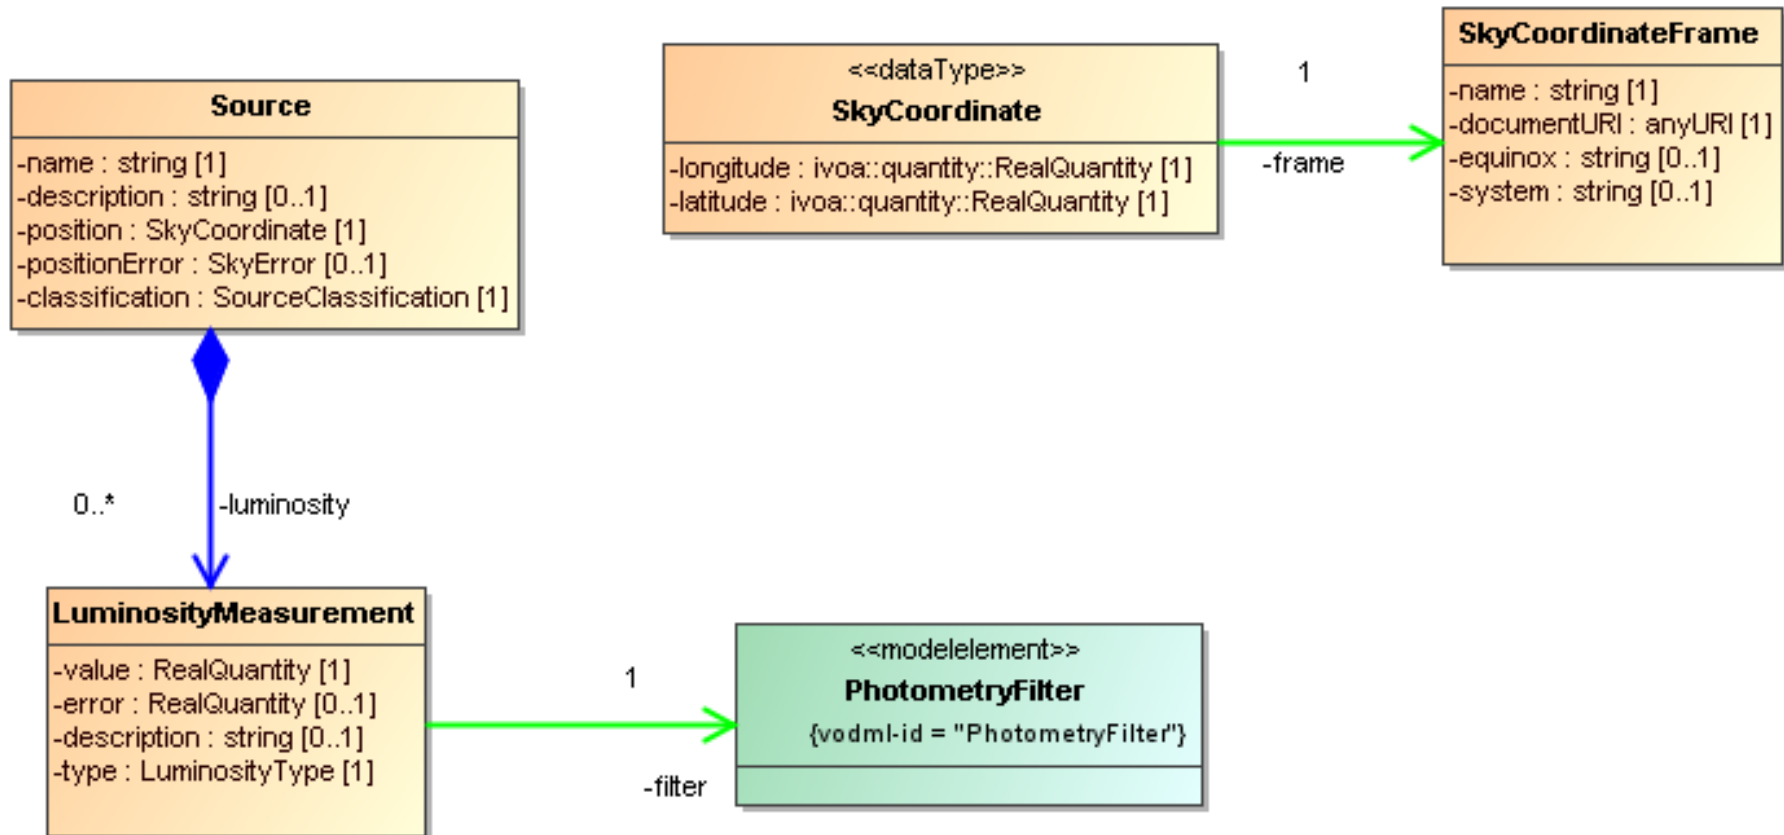 Source
-name : string [1]
-description : string [0..1]
-position : SkyCoordinate [1]
-positionError : SkyError [0..1]
-classification : SourceClassification [1]
<<dataType>>
SkyCoordinate
-longitude : ivoa::quantity::RealQuantity [1]
-latitude : ivoa::quantity::RealQuantity [1]
1
-frame
SkyCoordinateFrame
-name : string [1]
-documentURI : anyURI [1]
-equinox : string [0..1]
-system : string [0..1]
0..*
-luminosity
LuminosityMeasurement
-value : RealQuantity [1]
-error : RealQuantity [0..1]
-description : string [0..1]
-type : LuminosityType [1]
1
-filter
<<modelelement>>
PhotometryFilter
{vodml-id = "PhotometryFilter"}